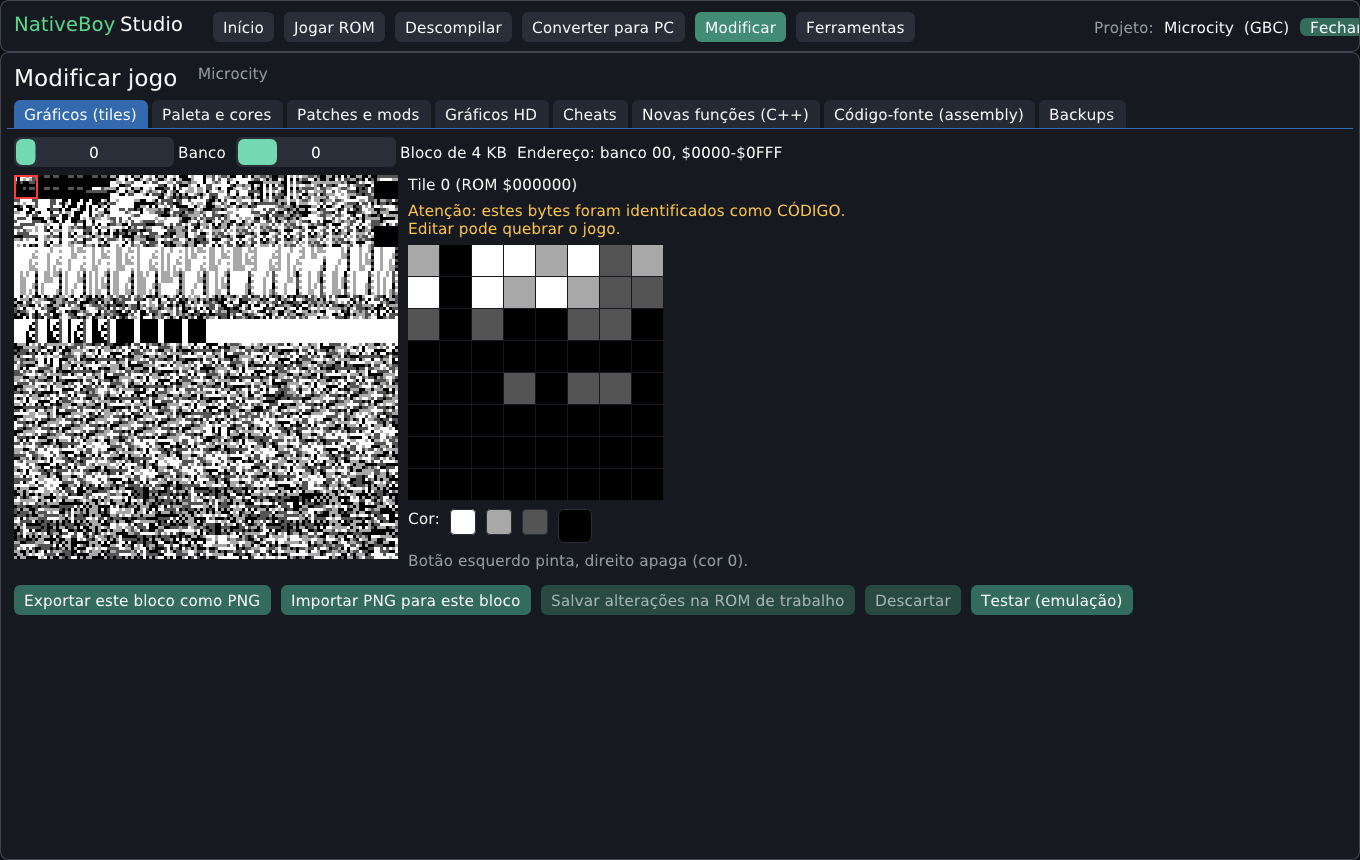 NativeBoy Studio Início Jogar ROM Descompilar Converter para PC Modificar Ferramentas Projeto: Microcity (GBC) Fechar
Modificar jogo Microcity
Gráficos (tiles) Paleta e cores Patches e mods Gráficos HD Cheats Novas funções (C++) Código-fonte (assembly) Backups
0 Banco 0 Bloco de 4 KB Endereço: banco 00, $0000-$0FFF
Tile 0 (ROM $000000)
Atenção: estes bytes foram identificados como CÓDIGO.
Editar pode quebrar o jogo.
Cor:
Botão esquerdo pinta, direito apaga (cor 0).
Exportar este bloco como PNG Importar PNG para este bloco Salvar alterações na ROM de trabalho Descartar Testar (emulação)